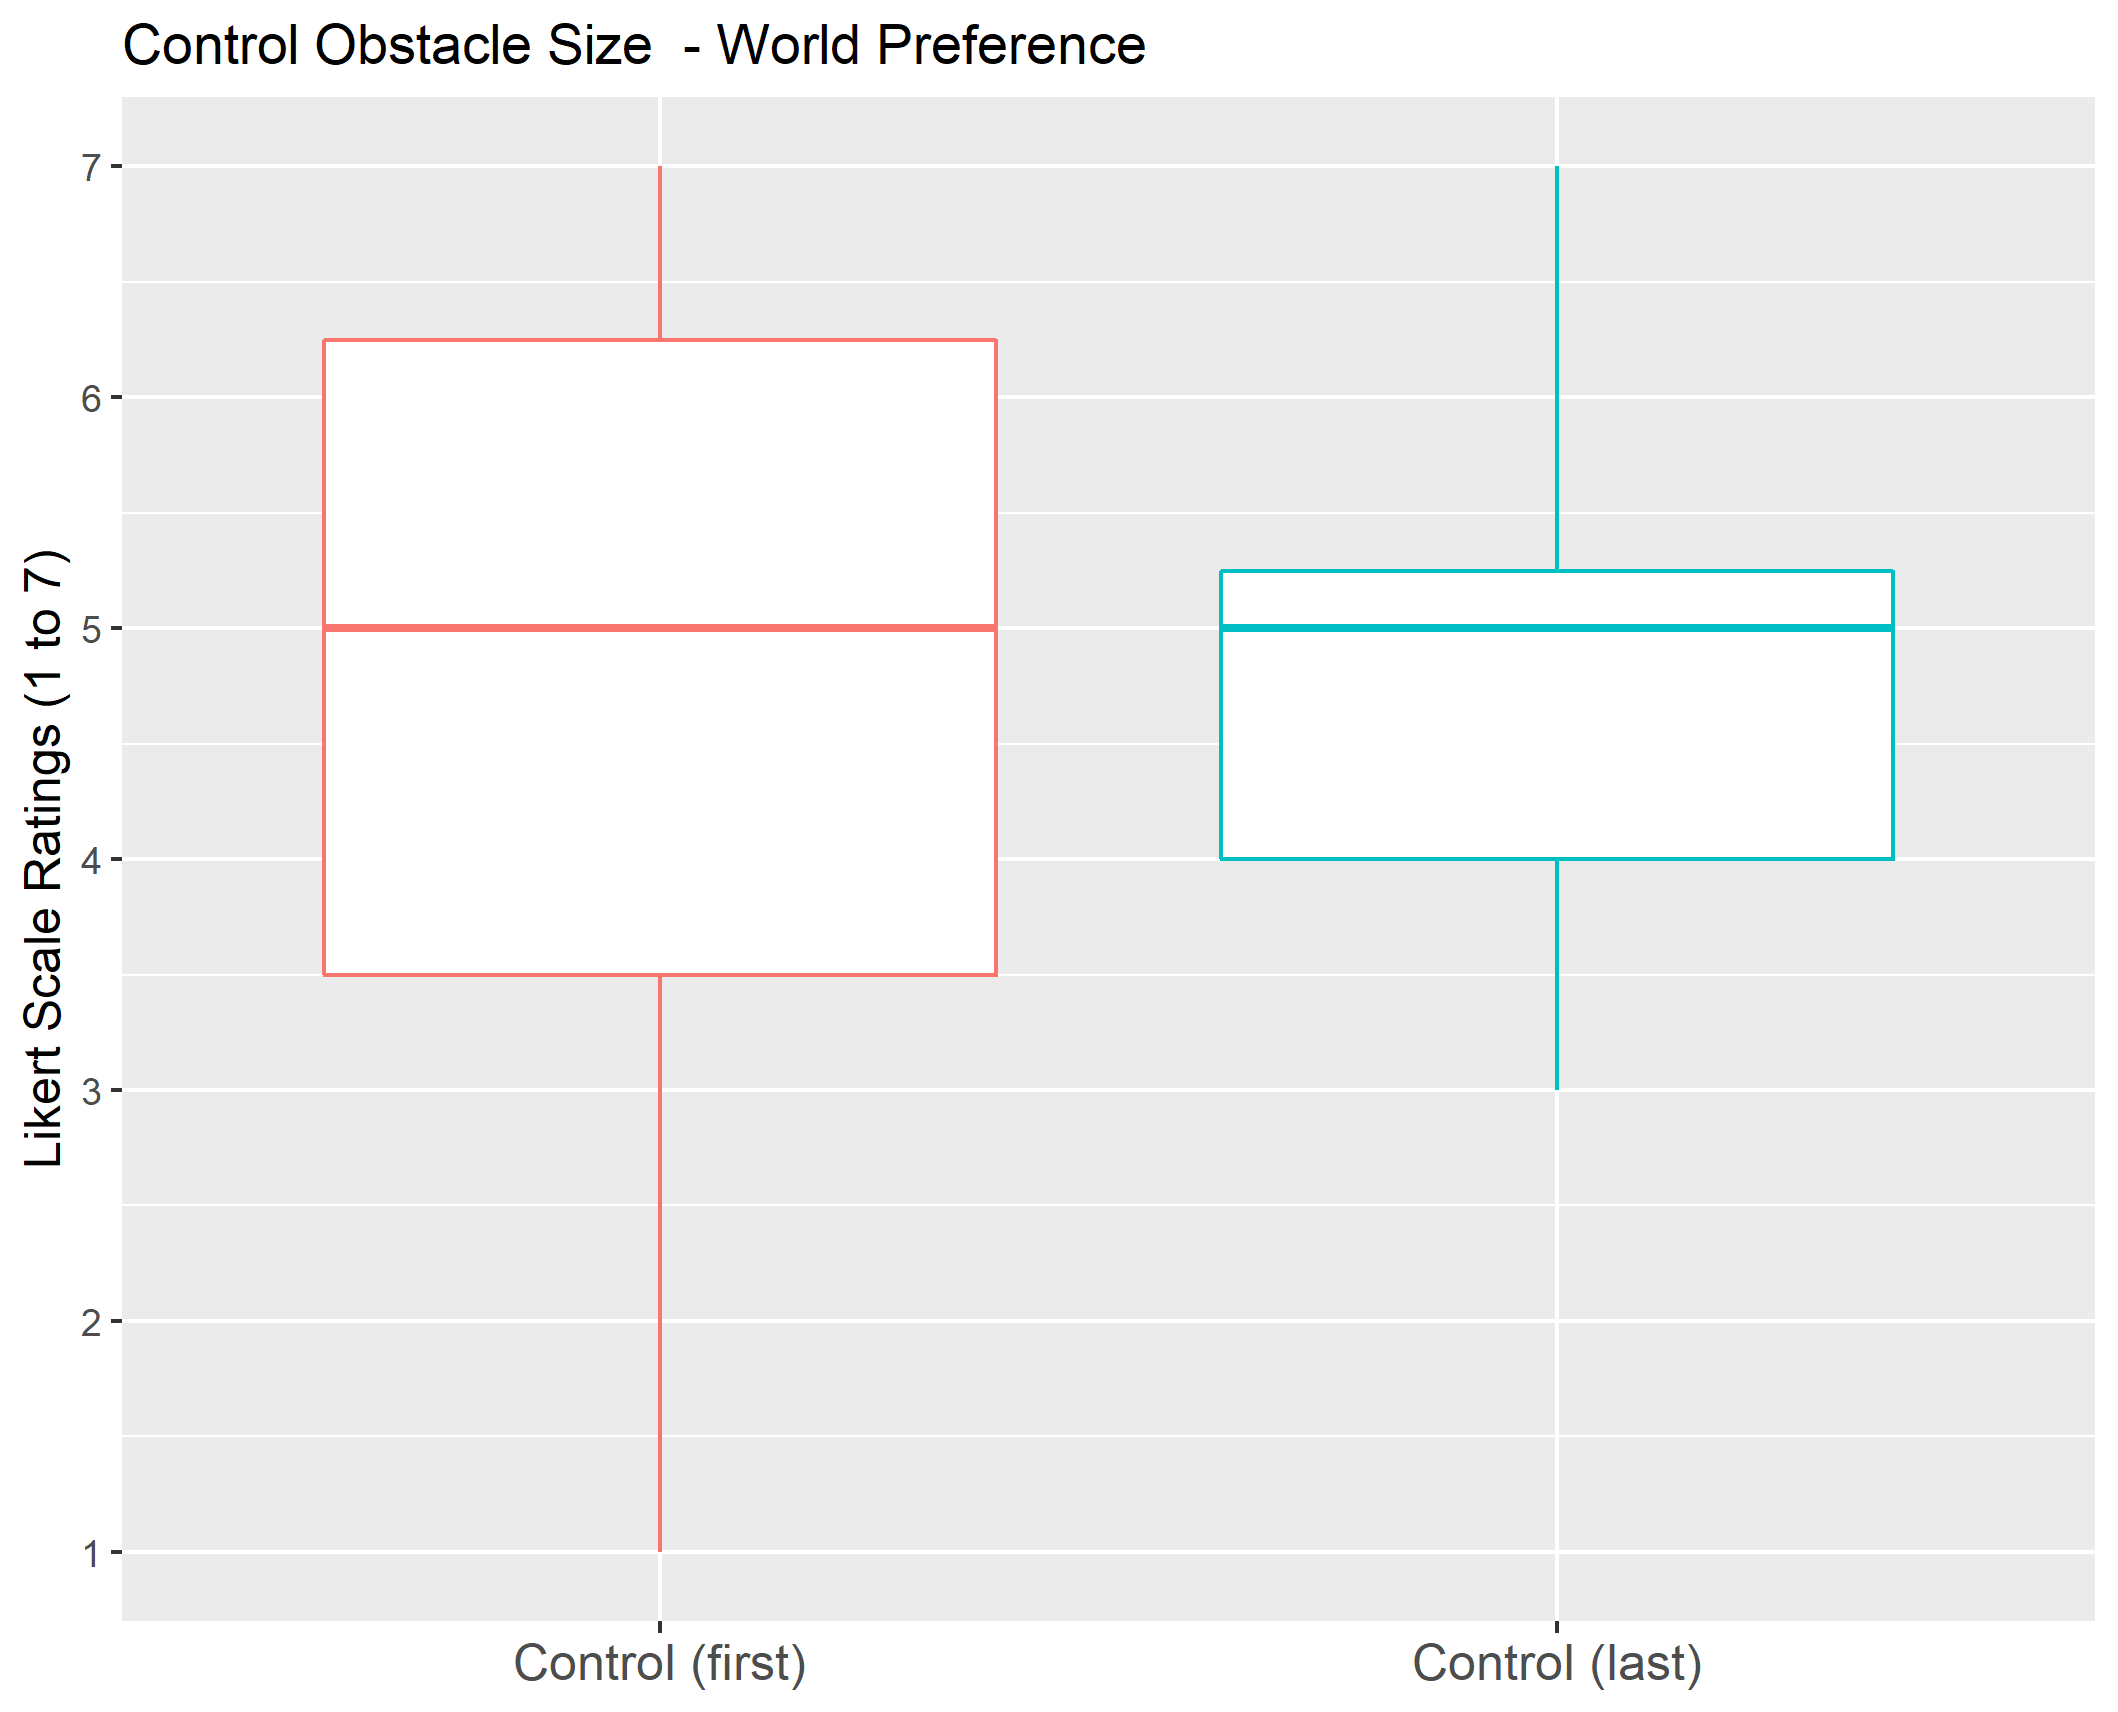 Control Obstacle Size  - World Preference
Likert Scale Ratings (1 to 7)
7
6
5
4
3
2
1
Control (first)
Control (last)